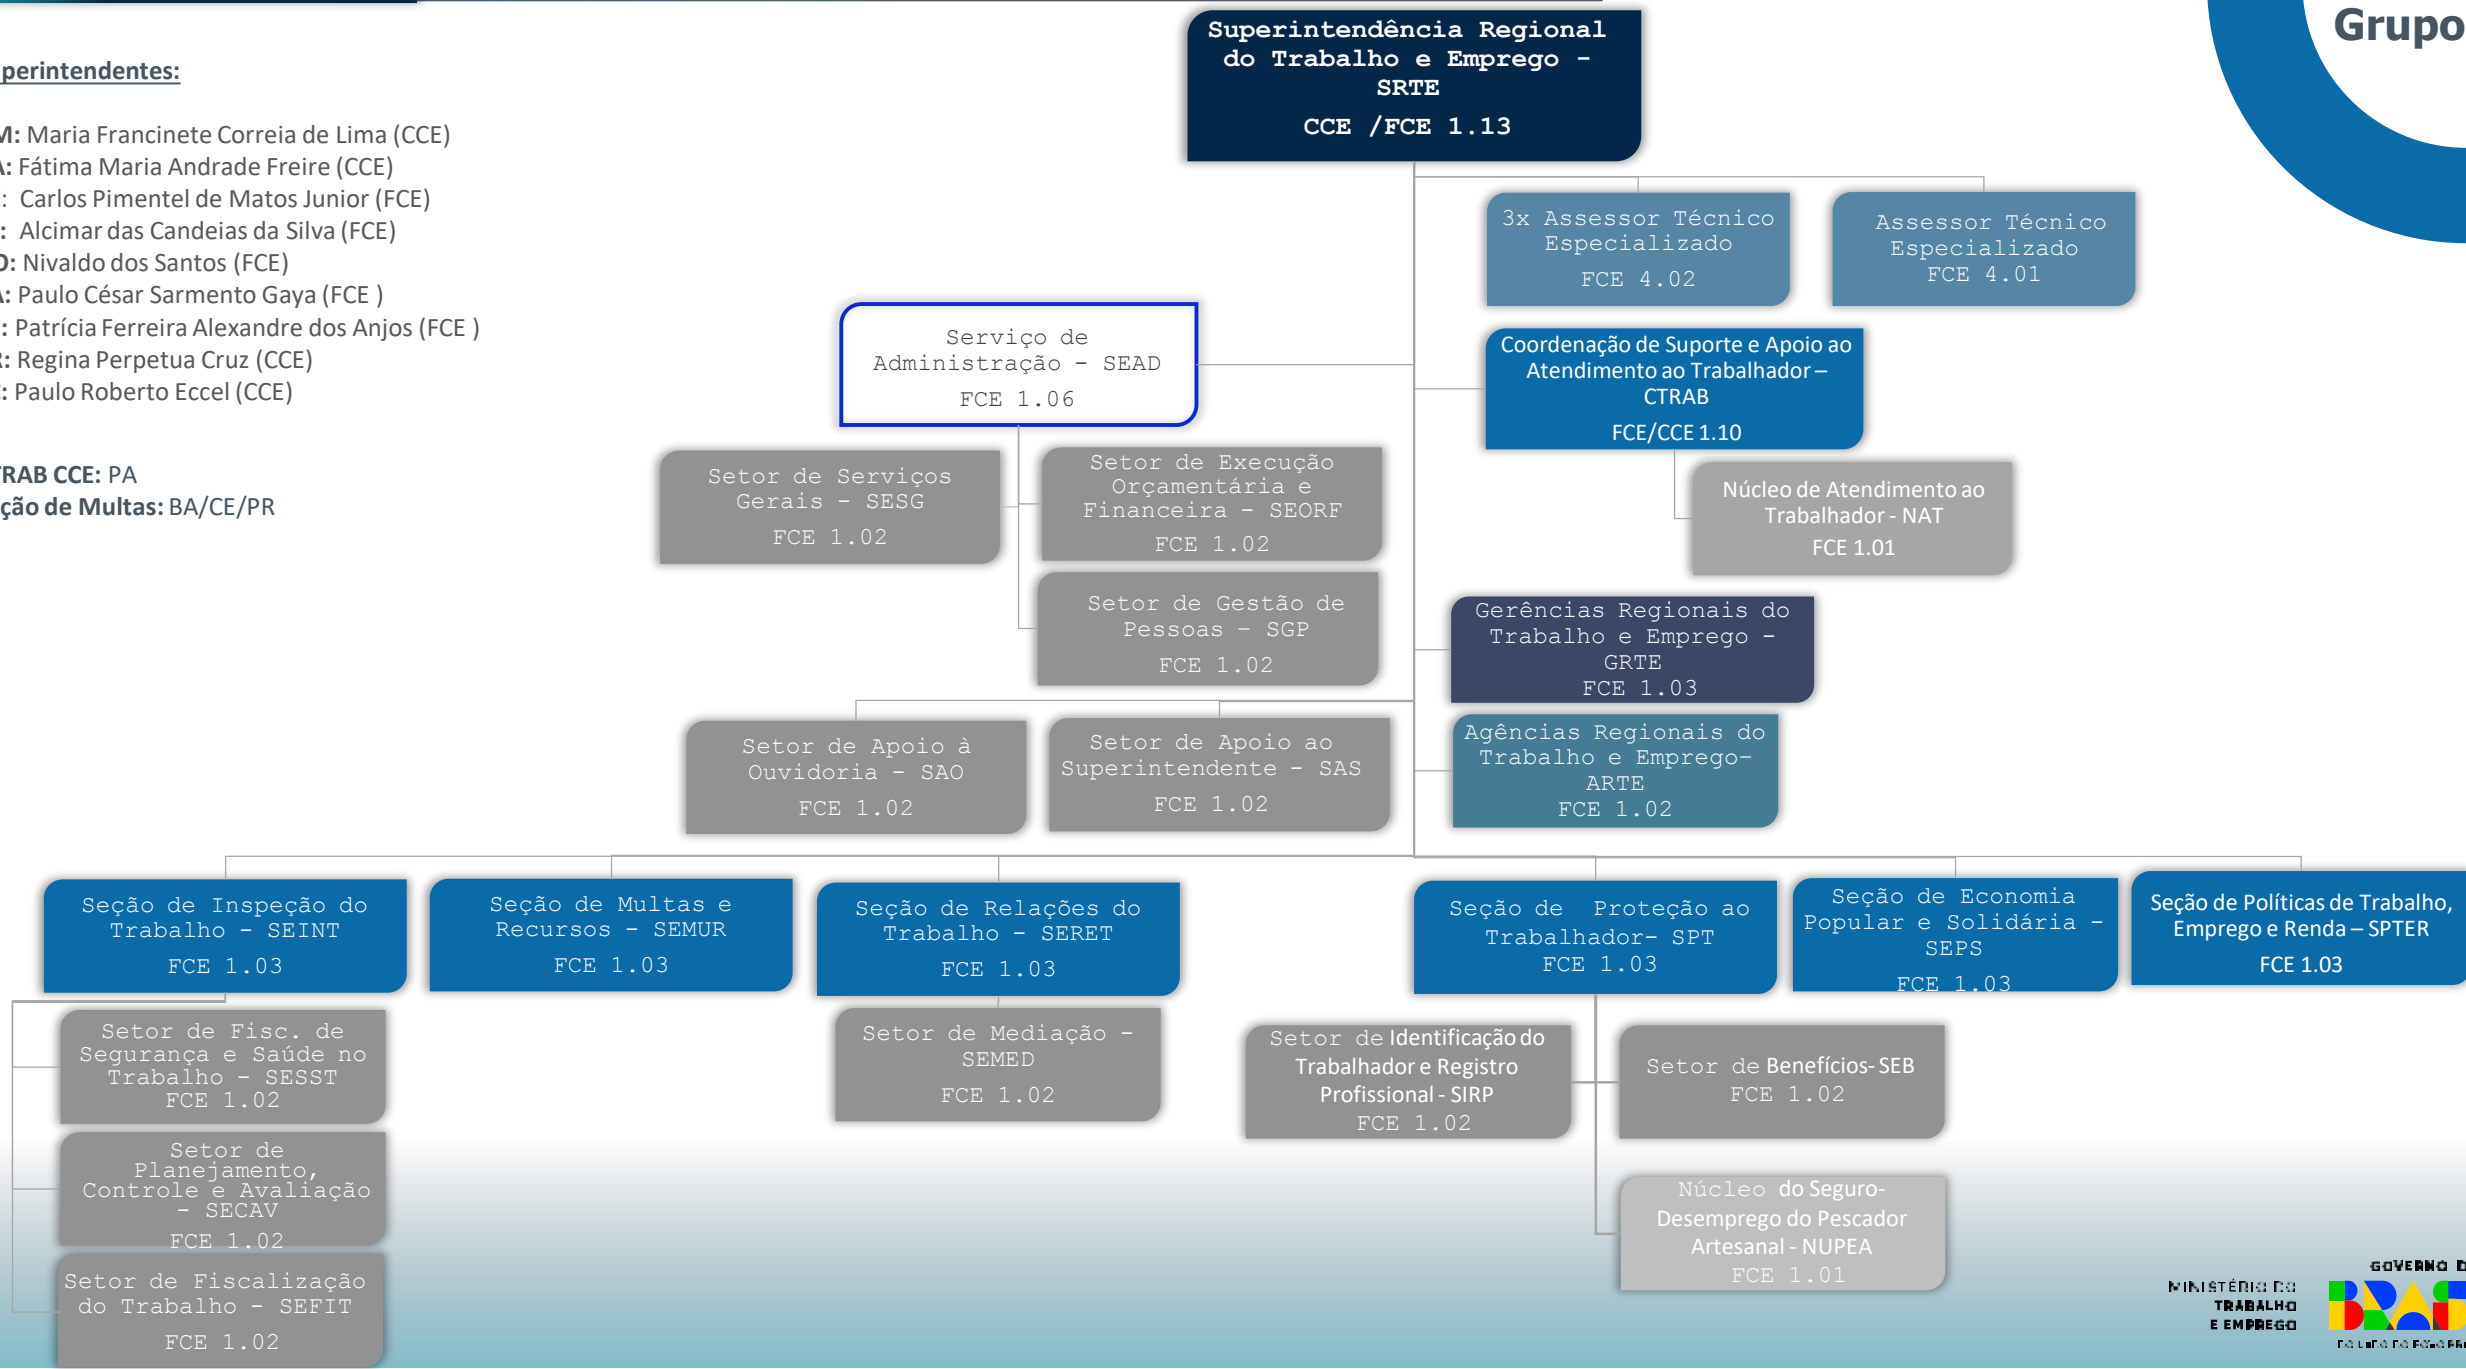 Grupo
perintendentes:
M: Maria Francinete Correia de Lima (CCE)
A: Fátima Maria Andrade Freire (CCE)
: Carlos Pimentel de Matos Junior (FCE)
: Alcimar das Candeias da Silva (FCE)
O: Nivaldo dos Santos (FCE)
A: Paulo César Sarmento Gaya (FCE )
: Patrícia Ferreira Alexandre dos Anjos (FCE )
R: Regina Perpetua Cruz (CCE)
: Paulo Roberto Eccel (CCE)
TRAB CCE: PA
ção de Multas: BA/CE/PR
Superintendência Regional
do Trabalho e Emprego -
SRTE
CCE /FCE 1.13
3x Assessor Técnico
Especializado
FCE 4.02
Assessor Técnico
Especializado
FCE 4.01
Serviço de
Administração - SEAD
FCE 1.06
Coordenação de Suporte e Apoio ao
Atendimento ao Trabalhador –
CTRAB
FCE/CCE 1.10
Setor de Serviços
Gerais - SESG
FCE 1.02
Setor de Execução
Orçamentária e
Financeira - SEORF
FCE 1.02
Núcleo de Atendimento ao
Trabalhador - NAT
FCE 1.01
Setor de Gestão de
Pessoas – SGP
FCE 1.02
Gerências Regionais do
Trabalho e Emprego -
GRTE
FCE 1.03
Setor de Apoio à
Ouvidoria - SAO
FCE 1.02
Setor de Apoio ao
Superintendente - SAS
FCE 1.02
Agências Regionais do
Trabalho e Emprego–
ARTE
FCE 1.02
Seção de Inspeção do
Trabalho - SEINT
FCE 1.03
Seção de Multas e
Recursos - SEMUR
FCE 1.03
Seção de Relações do
Trabalho - SERET
FCE 1.03
Seção de Proteção ao
Trabalhador- SPT
FCE 1.03
Seção de Economia
Popular e Solidária -
SEPS
FCE 1.03
Seção de Políticas de Trabalho,
Emprego e Renda – SPTER
FCE 1.03
Setor de Fisc. de
Segurança e Saúde no
Trabalho - SESST
FCE 1.02
Setor de Mediação -
SEMED
FCE 1.02
Setor de Identificação do
Trabalhador e Registro
Profissional - SIRP
FCE 1.02
Setor de Benefícios- SEB
FCE 1.02
Setor de
Planejamento,
Controle e Avaliação
- SECAV
FCE 1.02
Núcleo do Seguro-
Desemprego do Pescador
Artesanal - NUPEA
FCE 1.01
Setor de Fiscalização
do Trabalho - SEFIT
FCE 1.02
MINISTÉRIO DO
TRABALHO
E EMPREGO
GOVERNO D
BRAS